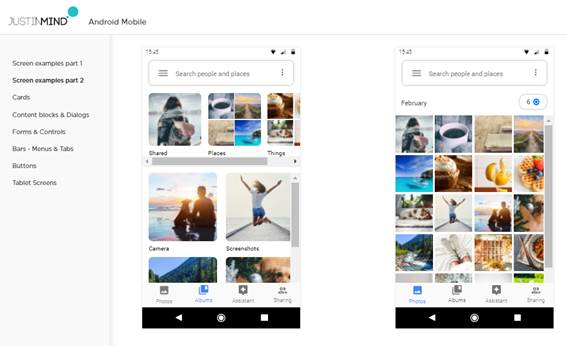 JUSTINMIND
Android Mobile
Screen examples part 1
Screen examples part 2
Cards
Content blocks & Dialogs
Forms & Controls
Bars - Menus & Tabs
Buttons
Tablet Screens
15:45
Search people and places
Shared
Places
Things
Camera
Screenshots
Photos
Albums
Assistant
Sharing
15:45
Search people and places
February
6
Photos
Albums
Assistant
Sharing